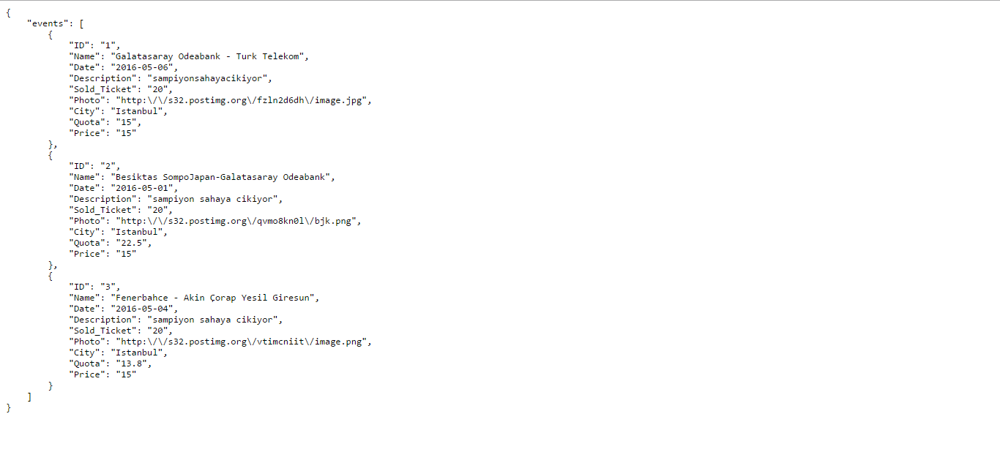 {
    "events": [
        {
            "ID": "1",
            "Name": "Galatasaray Odeabank - Turk Telekom",
            "Date": "2016-05-06",
            "Description": "sampiyonsahayacikiyor",
            "Sold_Ticket": "20",
            "Photo": "http:\/\/s32.postimg.org\/fzln2d6dh\/image.jpg",
            "City": "Istanbul",
            "Quota": "15",
            "Price": "15"
        },
        {
            "ID": "2",
            "Name": "Besiktas SompoJapan-Galatasaray Odeabank",
            "Date": "2016-05-01",
            "Description": "sampiyon sahaya cikiyor",
            "Sold_Ticket": "20",
            "Photo": "http:\/\/s32.postimg.org\/qvmo8kn0l\/bjk.png",
            "City": "Istanbul",
            "Quota": "22.5",
            "Price": "15"
        },
        {
            "ID": "3",
            "Name": "Fenerbahce - Akin Çorap Yesil Giresun",
            "Date": "2016-05-04",
            "Description": "sampiyon sahaya cikiyor",
            "Sold_Ticket": "20",
            "Photo": "http:\/\/s32.postimg.org\/vtimcniit\/image.png",
            "City": "Istanbul",
            "Quota": "13.8",
            "Price": "15"
        }
    ]
}